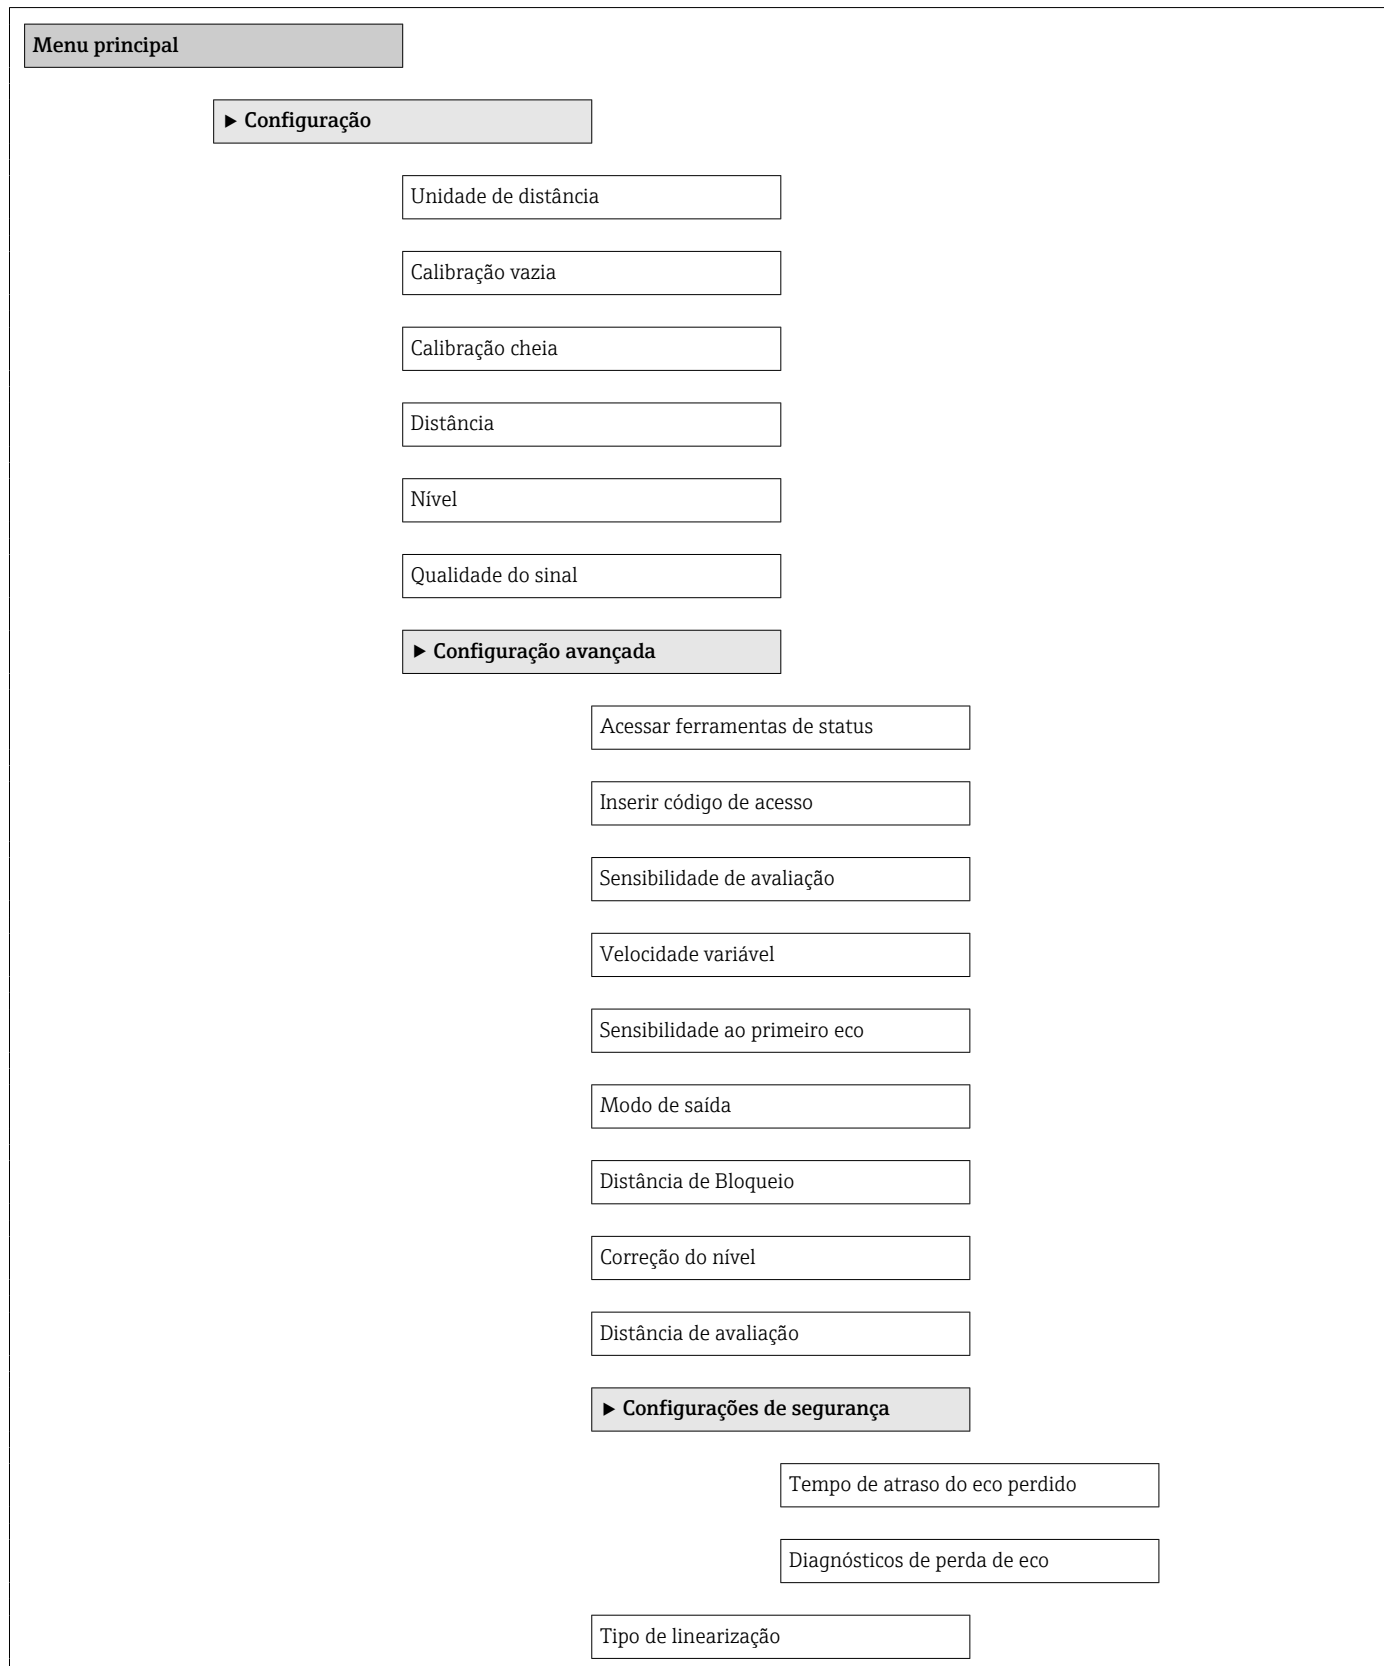 Menu principal
▶ Configuração
Unidade de distância
Calibração vazia
Calibração cheia
Distância
Nível
Qualidade do sinal
▶ Configuração avançada
Acessar ferramentas de status
Inserir código de acesso
Sensibilidade de avaliação
Velocidade variável
Sensibilidade ao primeiro eco
Modo de saída
Distância de Bloqueio
Correção do nível
Distância de avaliação
▶ Configurações de segurança
Tempo de atraso do eco perdido
Diagnósticos de perda de eco
Tipo de linearização